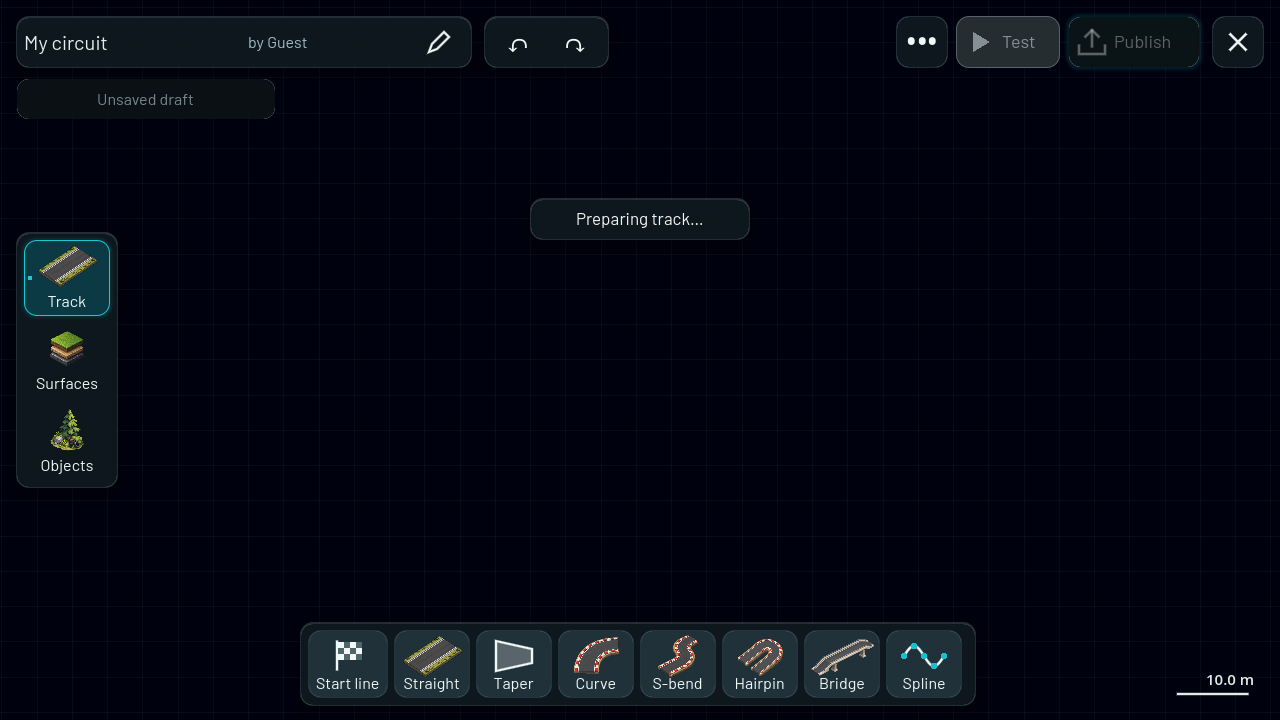 My circuit
by Guest
Test
Publish
Unsaved draft
Preparing track...
Track
Surfaces
Objects
Start line
Straight
Taper
Curve
S-bend
Hairpin
Bridge
Spline
10.0 m